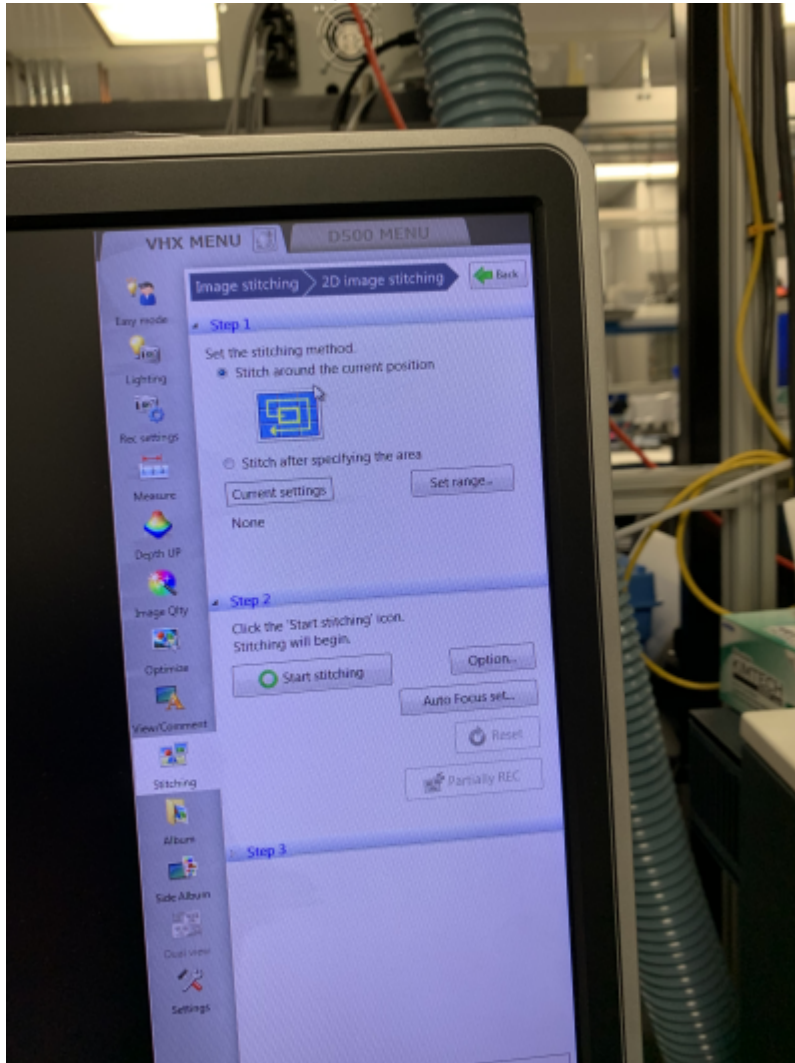 VHX MENU
D500 MENU
Image stitching
2D image stitching
Back
Easy mode
Lighting
Rec settings
Measure
Depth UP
Image Qlty
Optimize
View/Comment
Stitching
Album
Side Album
Dual view
Settings
Step 1
Set the stitching method.
Stitch around the current position
Stitch after specifying the area
Current settings
Set range...
None
Step 2
Click the 'Start stitching' icon.
Stitching will begin.
Start stitching
Option...
Auto Focus set...
Reset
Partially REC
Step 3
KIMTECH